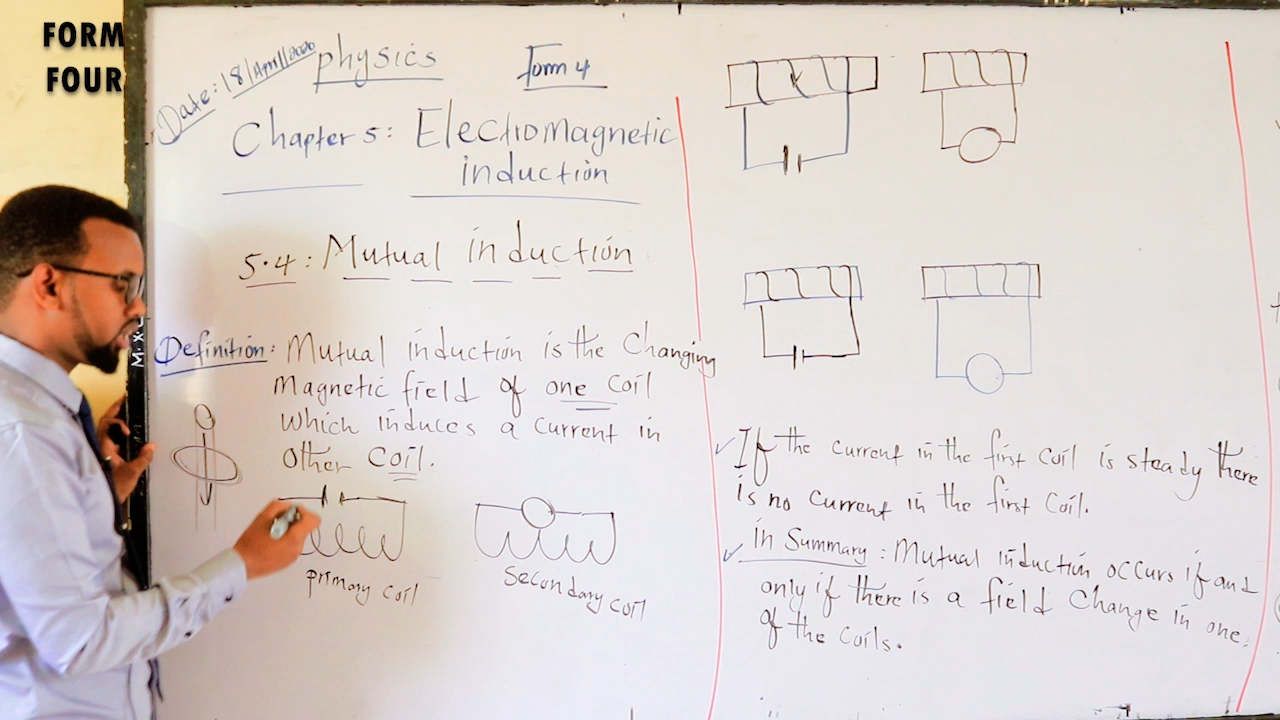 FORM
FOUR
Date: 18/April/2020
physics
Form 4
Chapter 5: Electromagnetic
induction
5.4: Mutual induction
Definition: Mutual induction is the Changing
Magnetic field of one coil
which induces a current in
other coil.
primary coil
Secondary coil
If the current in the first coil is steady there
is no current in the first coil.
in Summary: Mutual induction occurs if and
only if there is a field change in one
of the coils.